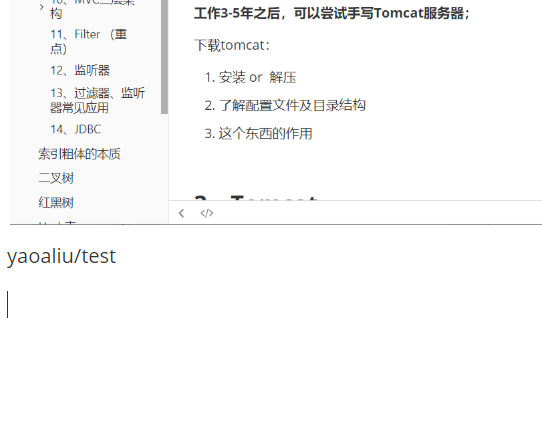 10、MVC三层架
构
11、Filter （重
点）
12、监听器
13、过滤器、监听
器常见应用
14、JDBC
索引粗体的本质
二叉树
红黑树
工作3-5年之后，可以尝试手写Tomcat服务器；
下载tomcat：
1. 安装 or 解压
2. 了解配置文件及目录结构
3. 这个东西的作用
</>
yaoaliu/test